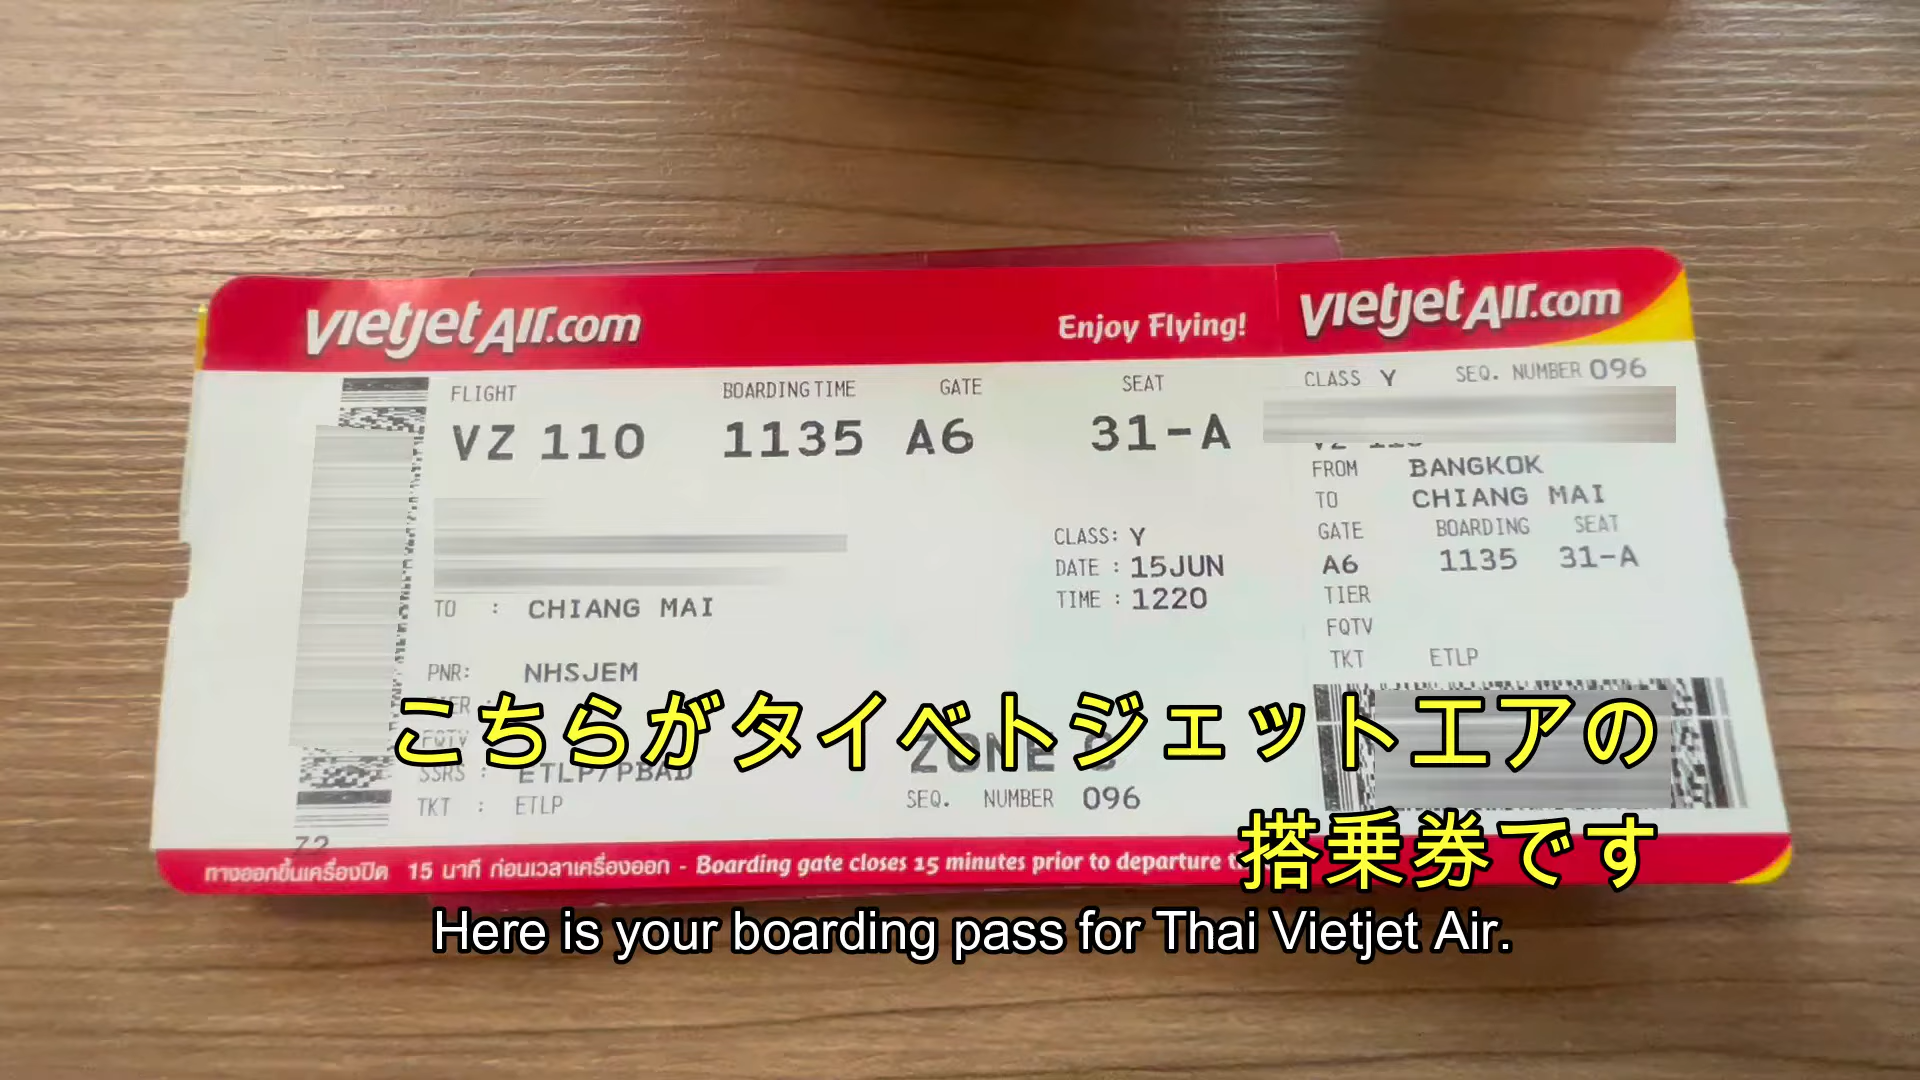 vietjetAir.com
Enjoy Flying!
vietjetAir.com
FLIGHT BOARDING TIME GATE SEAT
VZ 110 1135 A6 31-A
CLASS: Y
DATE : 15JUN
TIME : 1220
TO : CHIANG MAI
PNR: NHSJEM
SSRS : ETLP/PBAD
TKT : ETLP
ZONE
SEQ. NUMBER 096
CLASS Y SEQ. NUMBER 096
FROM BANGKOK
TO CHIANG MAI
GATE BOARDING SEAT
A6 1135 31-A
TIER
FQTV
TKT ETLP
ทางออกขึ้นเครื่องปิด 15 นาที ก่อนเวลาเครื่องออก - Boarding gate closes 15 minutes prior to departure
こちらがタイベトジェットエアの
搭乗券です
Here is your boarding pass for Thai Vietjet Air.